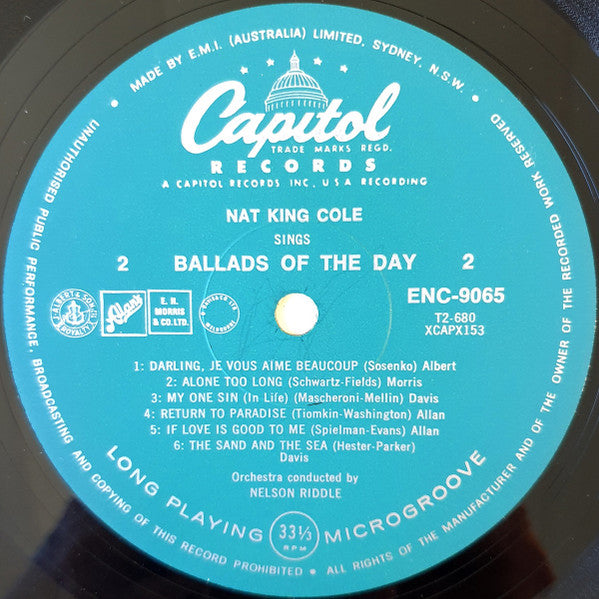 MADE BY E.M.I. (AUSTRALIA) LIMITED, SYDNEY, N.S.W.
Capitol
TRADE MARKS REGD.
RECORDS
A CAPITOL RECORDS INC. U S A RECORDING
NAT KING COLE
SINGS
2 BALLADS OF THE DAY 2
ENC-9065
T2-680
XCAPX153
ALBERT & SON
ROYALTY
Allans
E. H.
MORRIS
& CO. LTD.
MELBOURNE
1: DARLING, JE VOUS AIME BEAUCOUP (Sosenko) Albert
2: ALONE TOO LONG (Schwartz-Fields) Morris
3: MY ONE SIN (In Life) (Mascheroni-Mellin) Davis
4: RETURN TO PARADISE (Tiomkin-Washington) Allan
5: IF LOVE IS GOOD TO ME (Spielman-Evans) Allan
6: THE SAND AND THE SEA (Hester-Parker)
Davis
Orchestra conducted by
NELSON RIDDLE
LONG PLAYING 33⅓ RPM MICROGROOVE
UNAUTHORISED PUBLIC PERFORMANCE, BROADCASTING AND COPYING OF THIS RECORD PROHIBITED • ALL RIGHTS OF THE MANUFACTURER AND OF THE OWNER OF THE RECORDED WORK RESERVED